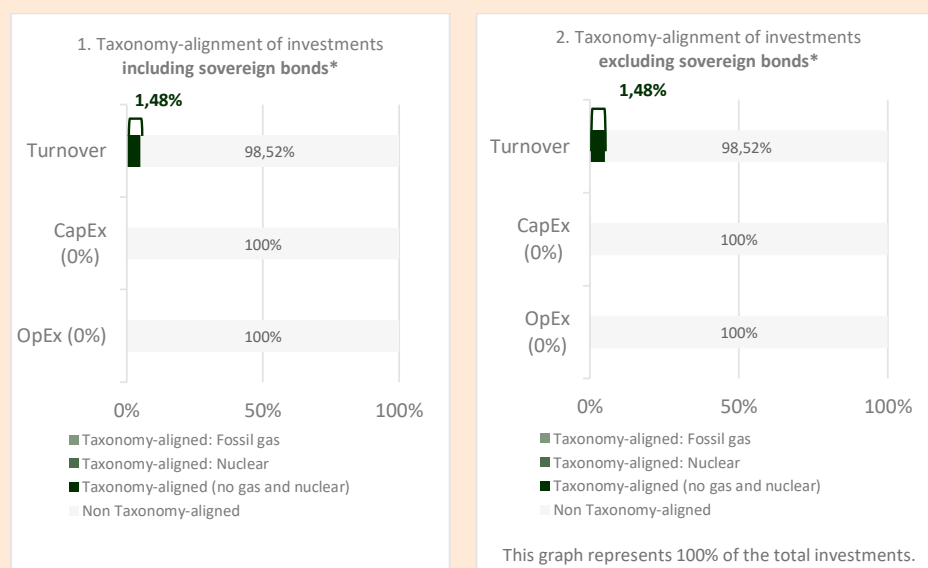 1. Taxonomy-alignment of investments
including sovereign bonds*
1,48%
Turnover
98,52%
CapEx
(0%)
100%
OpEx (0%)
100%
0%
50%
100%
Taxonomy-aligned: Fossil gas
Taxonomy-aligned: Nuclear
Taxonomy-aligned (no gas and nuclear)
Non Taxonomy-aligned
2. Taxonomy-alignment of investments
excluding sovereign bonds*
1,48%
Turnover
98,52%
CapEx
(0%)
100%
OpEx
(0%)
100%
0%
50%
100%
Taxonomy-aligned: Fossil gas
Taxonomy-aligned: Nuclear
Taxonomy-aligned (no gas and nuclear)
Non Taxonomy-aligned
This graph represents 100% of the total investments.